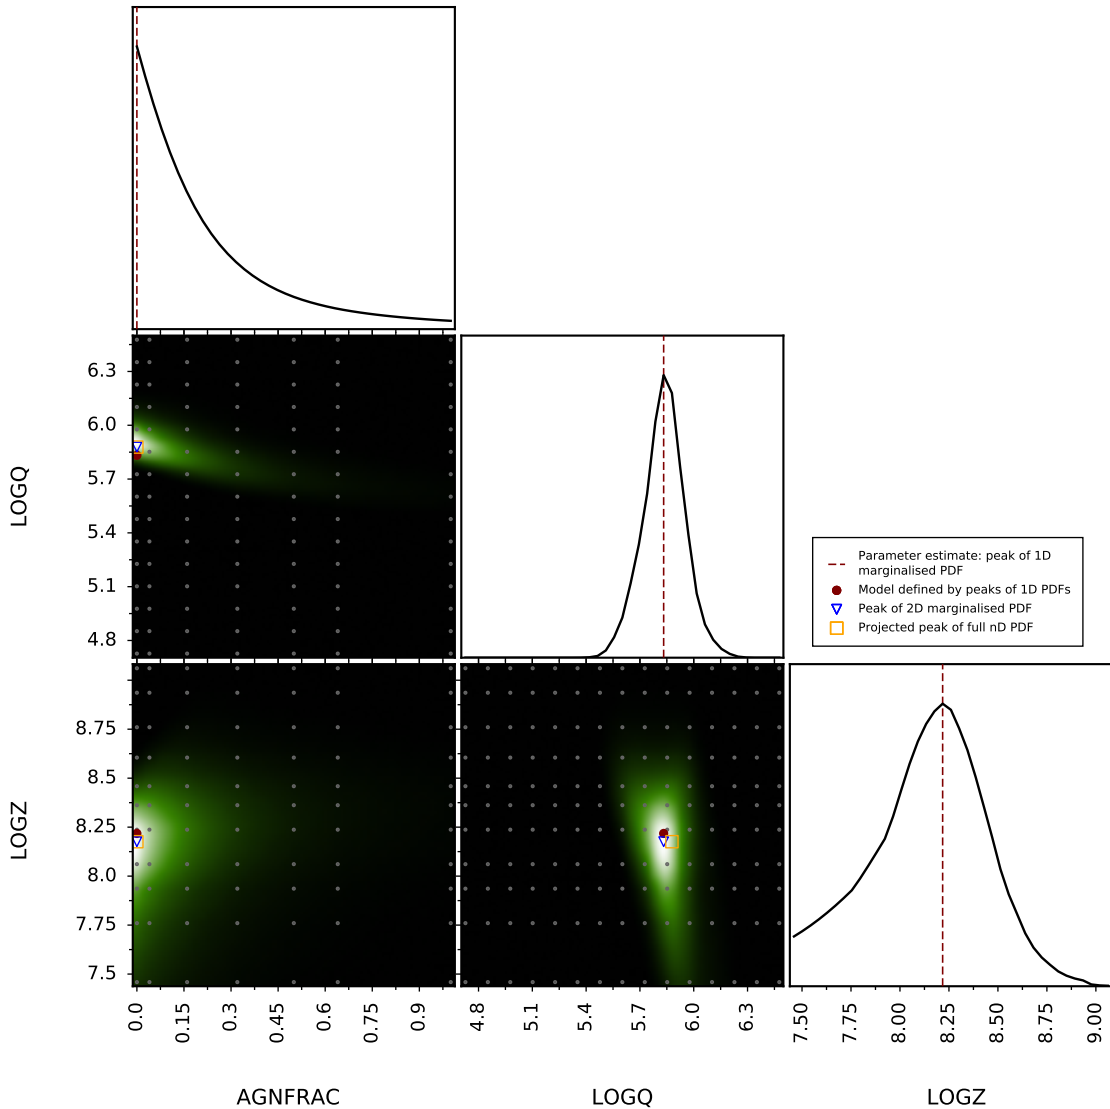 LOGQ
6.3
6.0
5.7
5.4
5.1
4.8
Parameter estimate: peak of 1D
marginalised PDF
Model defined by peaks of 1D PDFs
Peak of 2D marginalised PDF
Projected peak of full nD PDF
LOGZ
8.75
8.5
8.25
8.0
7.75
7.5
0.0 0.15 0.3 0.45 0.6 0.75 0.9
4.8 5.1 5.4 5.7 6.0 6.3
7.50 7.75 8.00 8.25 8.50 8.75 9.00
AGNFRAC LOGQ LOGZ